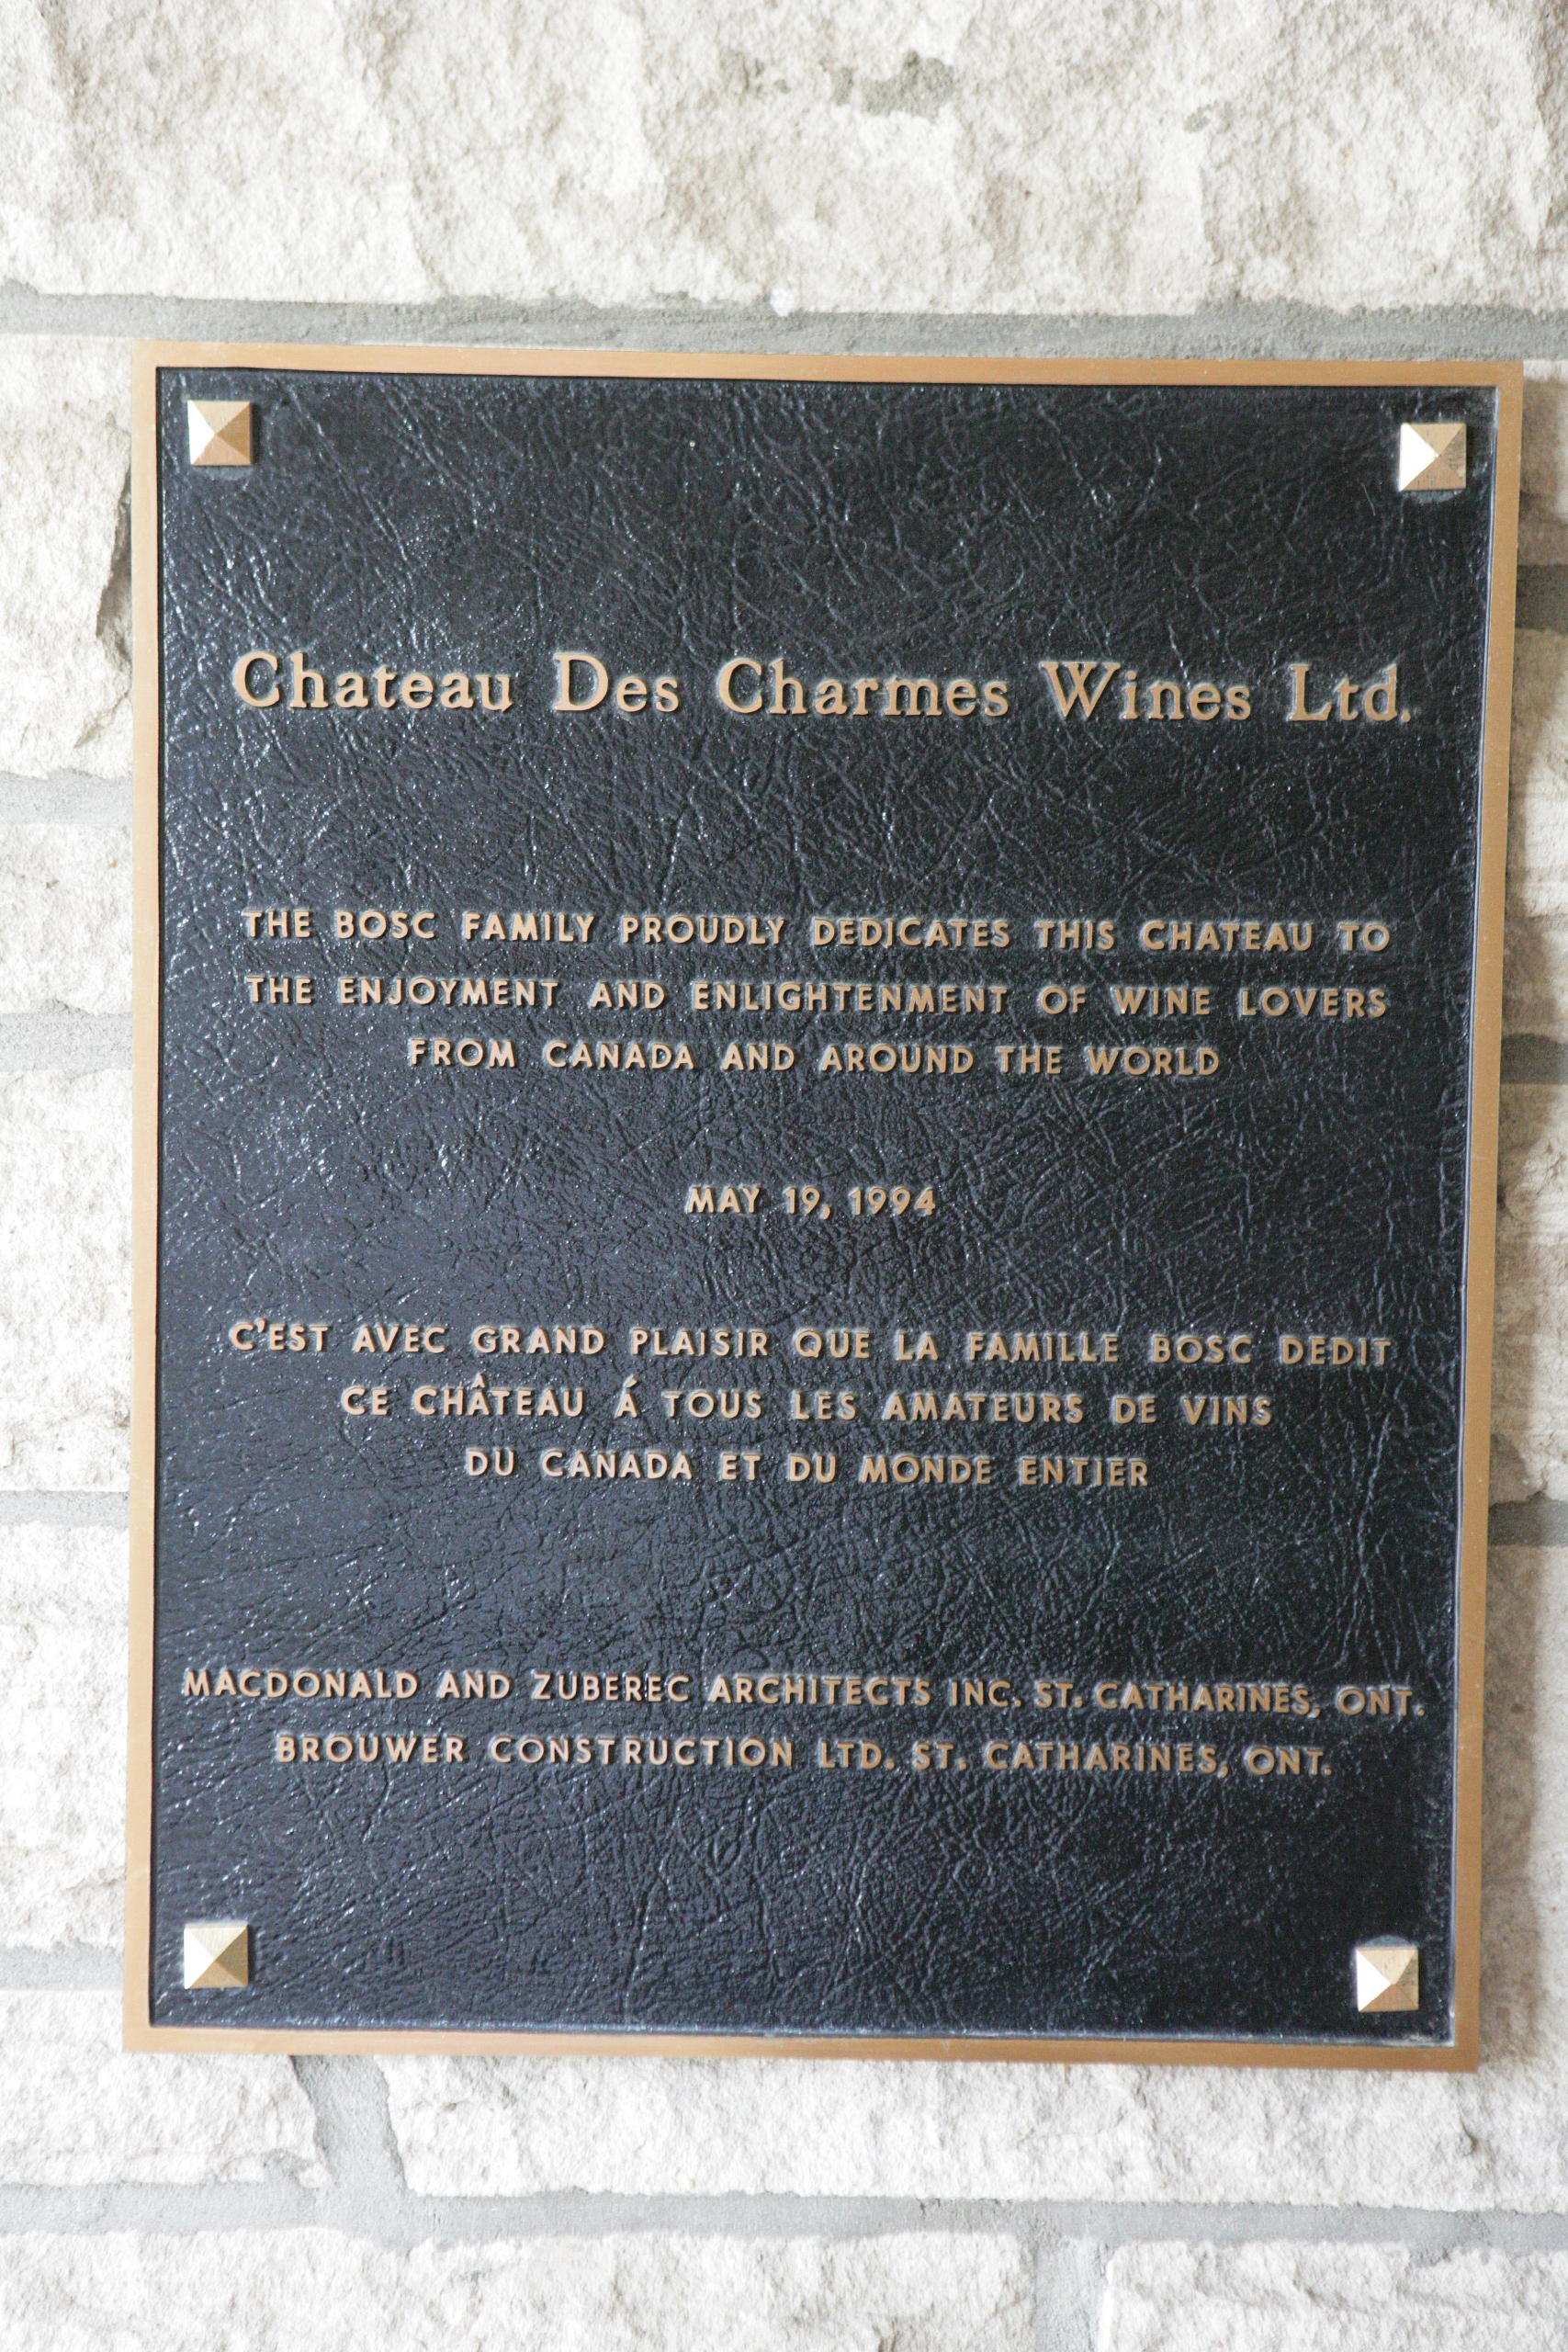 Chateau Des Charmes Wines Ltd.
THE BOSC FAMILY PROUDLY DEDICATES THIS CHATEAU TO
THE ENJOYMENT AND ENLIGHTENMENT OF WINE LOVERS
FROM CANADA AND AROUND THE WORLD
MAY 19, 1994
C'EST AVEC GRAND PLAISIR QUE LA FAMILLE BOSC DEDIT
CE CHÂTEAU Á TOUS LES AMATEURS DE VINS
DU CANADA ET DU MONDE ENTIER
MACDONALD AND ZUBEREC ARCHITECTS INC. ST. CATHARINES, ONT.
BROUWER CONSTRUCTION LTD. ST. CATHARINES, ONT.